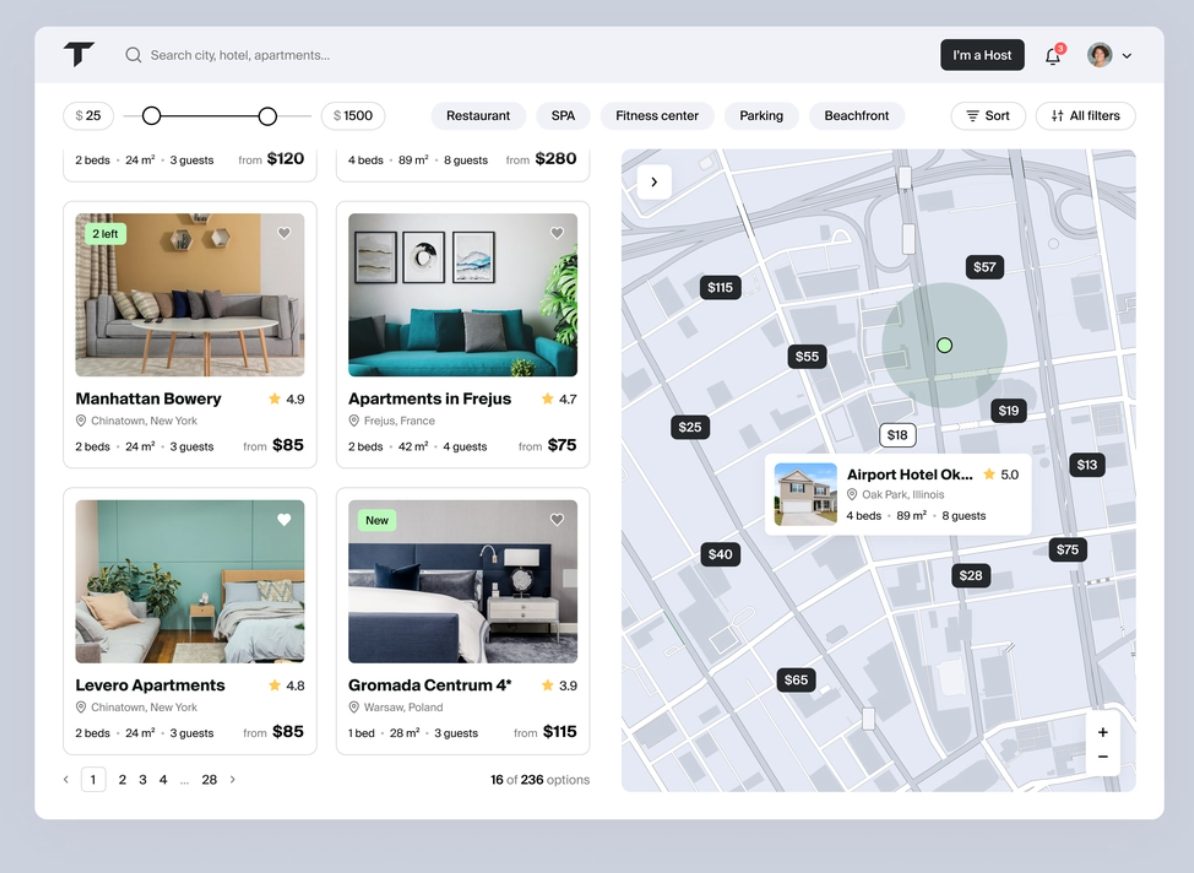 Search city, hotel, apartments...
I'm a Host
3
$ 25
$ 1500
Restaurant
SPA
Fitness center
Parking
Beachfront
Sort
All filters
2 beds • 24 m² • 3 guests from $120
4 beds • 89 m² • 8 guests from $280
2 left
Manhattan Bowery 4.9
Chinatown, New York
2 beds • 24 m² • 3 guests from $85
Apartments in Frejus 4.7
Frejus, France
2 beds • 42 m² • 4 guests from $75
Levero Apartments 4.8
Chinatown, New York
2 beds • 24 m² • 3 guests from $85
New
Gromada Centrum 4* 3.9
Warsaw, Poland
1 bed • 28 m² • 3 guests from $115
‹ 1 2 3 4 ... 28 ›
16 of 236 options
$57
$115
$55
$19
$25
$18
$13
Airport Hotel Ok... 5.0
Oak Park, Illinois
4 beds • 89 m² • 8 guests
$40
$75
$28
$65
+
−